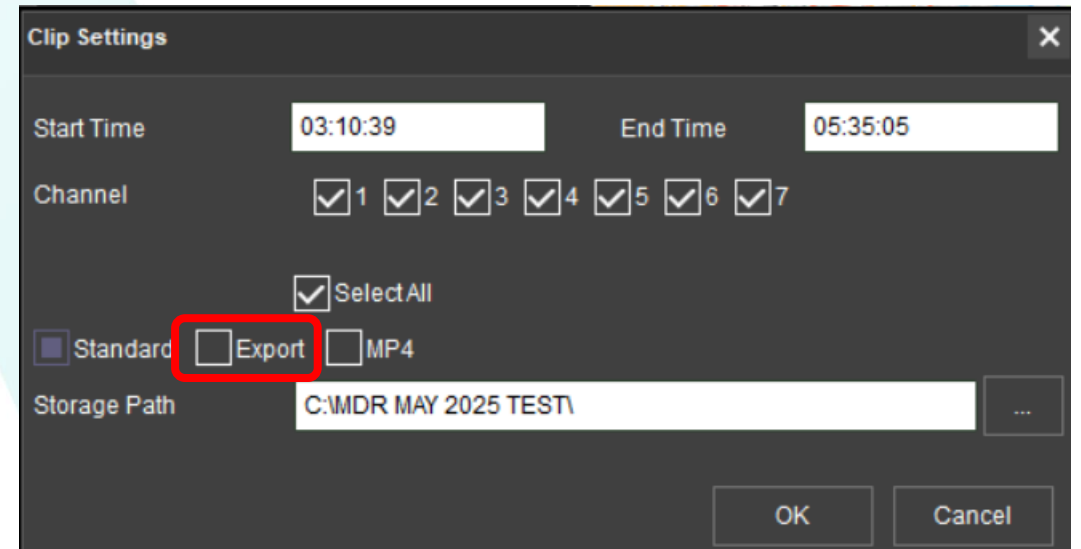 Clip Settings
Start Time 03:10:39 End Time 05:35:05
Channel 1 2 3 4 5 6 7
Select All
Standard Export MP4
Storage Path C:\MDR MAY 2025 TEST\ ...
OK Cancel